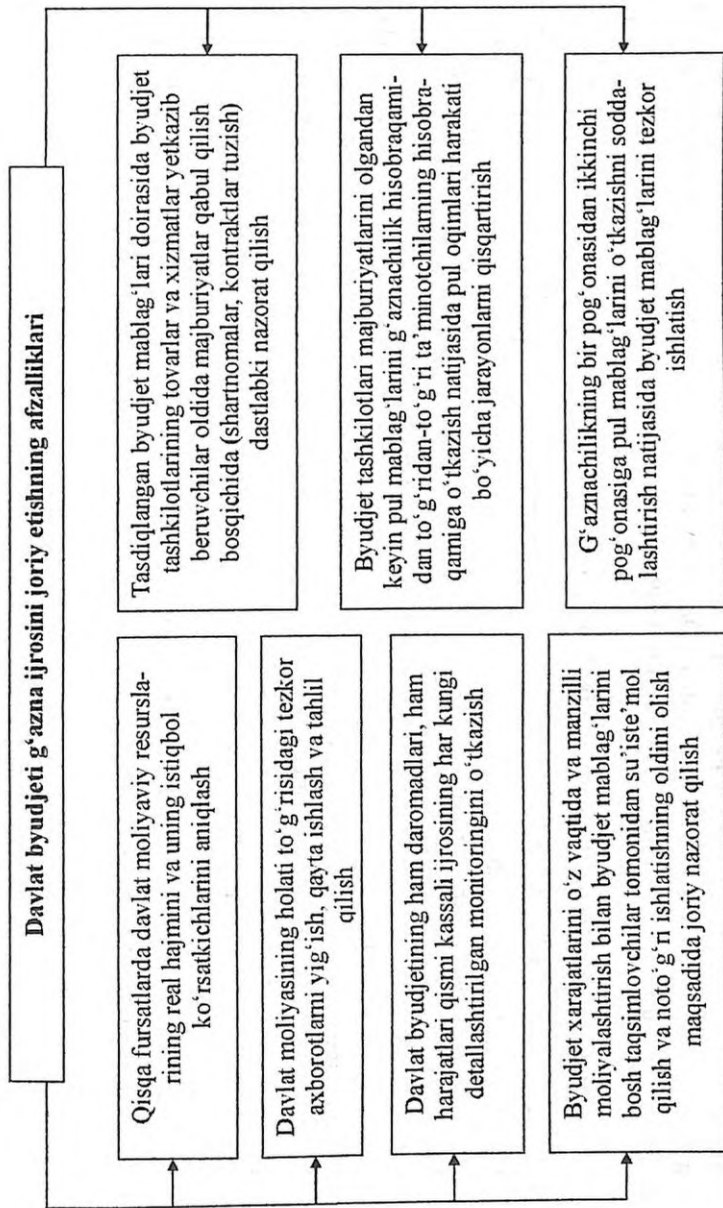 Davlat byudjeti g‘azna ijrosini joriy etishning afzalliklari
Qisqa fursatlarda davlat moliyaviy resursla-
rining real hajmini va uning istiqbol
ko‘rsatkichlarini aniqlash
Davlat moliyasining holati to‘g‘risidagi tezkor
axborotlarni yig‘ish, qayta ishlash va tahlil
qilish
Davlat byudjetining ham daromadlari, ham
harajatlari qismi kassali ijrosining har kungi
detallashtirilgan monitoringini o‘tkazish
Byudjet xarajatlarini o‘z vaqtida va manzilli
moliyalashtirish bilan byudjet mablag‘larini
bosh taqsimlovchilar tomonidan su’iste’mol
qilish va noto‘g‘ri ishlatishning oldini olish
maqsadida joriy nazorat qilish
Tasdiqlangan byudjet mablag‘lari doirasida byudjet
tashkilotlarining tovarlar va xizmatlar yetkazib
beruvchilar oldida majburiyatlar qabul qilish
bosqichida (shartnomalar, kontraktlar tuzish)
dastlabki nazorat qilish
Byudjet tashkilotlari majburiyatlarini olgandan
keyin pul mablag‘larini g‘aznachilik hisobraqami-
dan to‘g‘ridan-to‘g‘ri ta’minotchilarning hisobra-
qamiga o‘tkazish natijasida pul oqimlari harakati
bo‘yicha jarayonlarni qisqartirish
G‘aznachilikning bir pog‘onasidan ikkinchi
pog‘onasiga pul mablag‘larini o‘tkazishni sodda-
lashtirish natijasida byudjet mablag‘larini tezkor
ishlatish